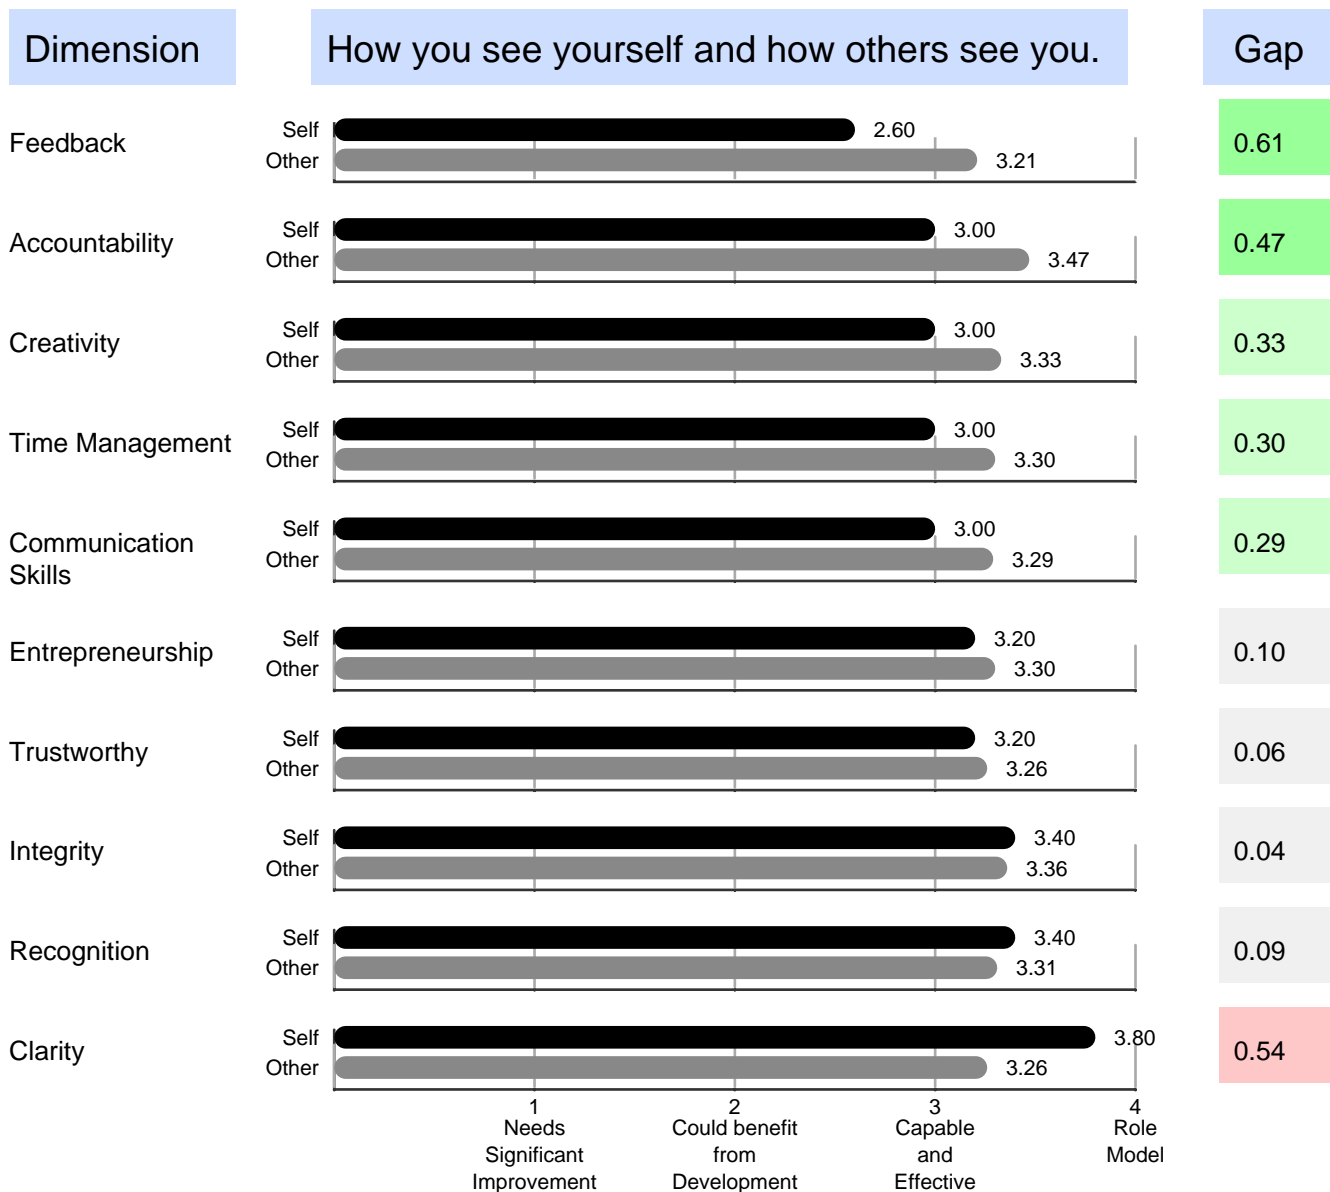 Dimension
How you see yourself and how others see you.
Gap
Feedback
Self
2.60
Other
3.21
0.61
Accountability
Self
3.00
Other
3.47
0.47
Creativity
Self
3.00
Other
3.33
0.33
Time Management
Self
3.00
Other
3.30
0.30
Communication
Skills
Self
3.00
Other
3.29
0.29
Entrepreneurship
Self
3.20
Other
3.30
0.10
Trustworthy
Self
3.20
Other
3.26
0.06
Integrity
Self
3.40
Other
3.36
0.04
Recognition
Self
3.40
Other
3.31
0.09
Clarity
Self
3.80
Other
3.26
0.54
1
Needs
Significant
Improvement
2
Could benefit
from
Development
3
Capable
and
Effective
4
Role
Model